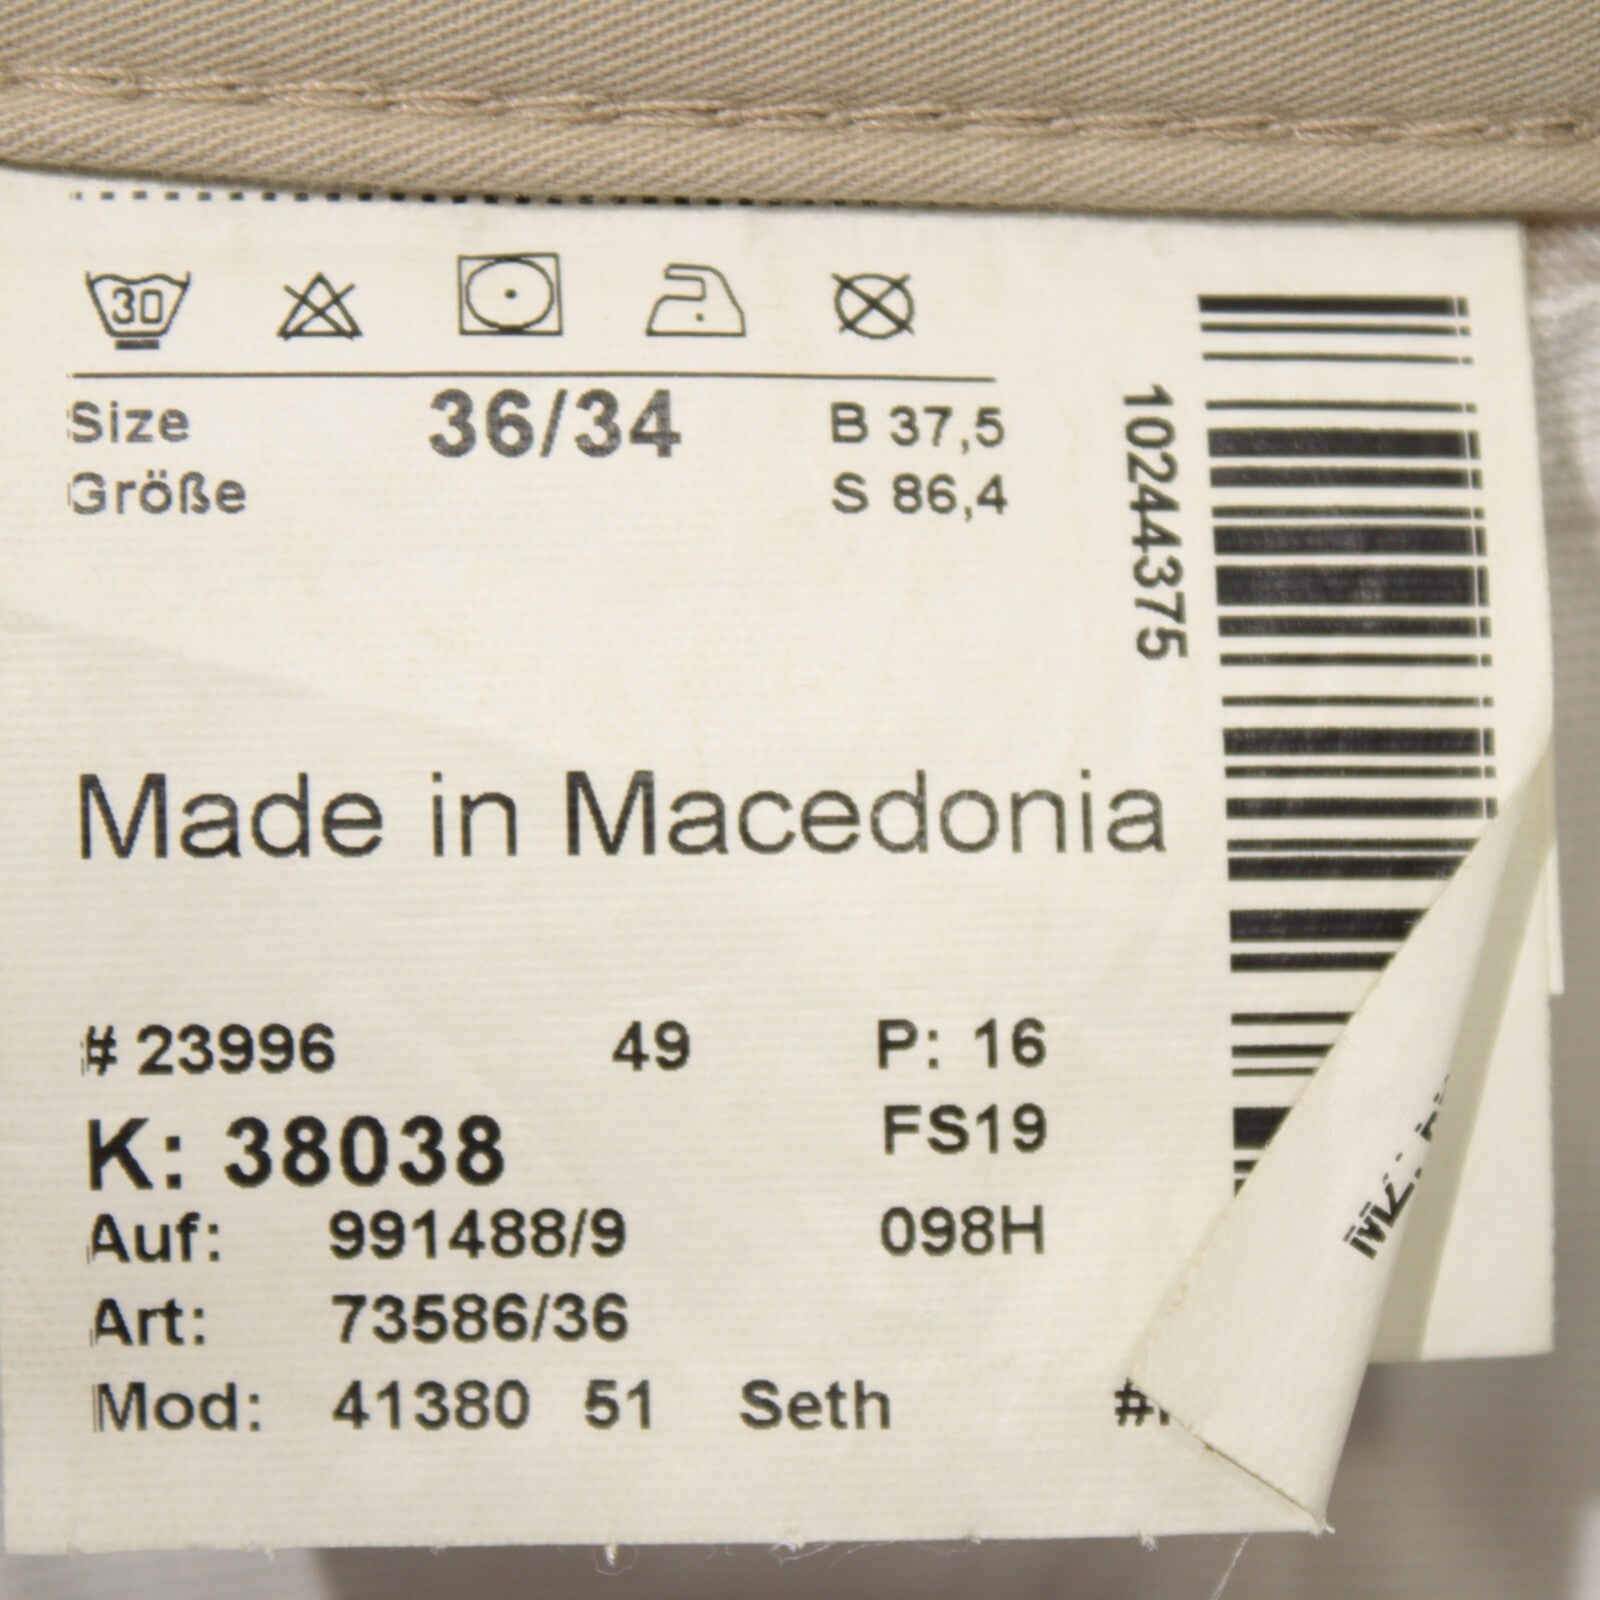 30
Size 36/34 B 37,5
Größe S 86,4
10244375
Made in Macedonia
# 23996 49 P: 16
K: 38038 FS19
Auf: 991488/9 098H
Art: 73586/36
Mod: 41380 51 Seth #